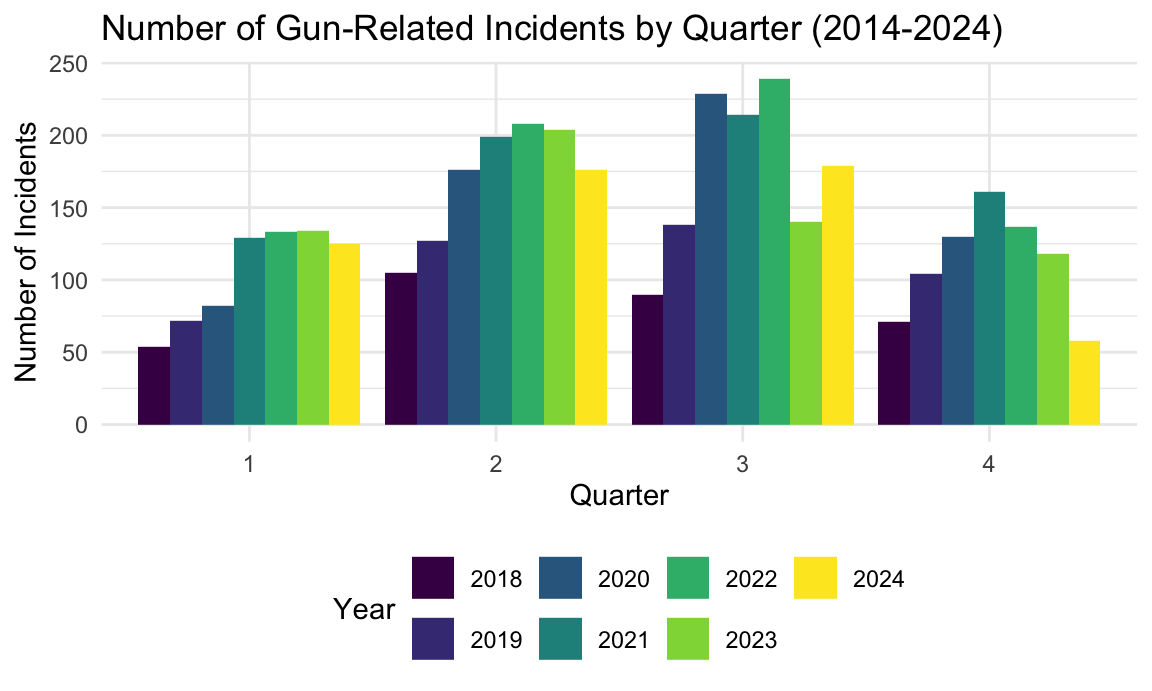 Number of Gun-Related Incidents by Quarter (2014-2024)
Number of Incidents
250
200
150
100
50
0
1 2 3 4
Quarter
Year
2018 2020 2022 2024
2019 2021 2023